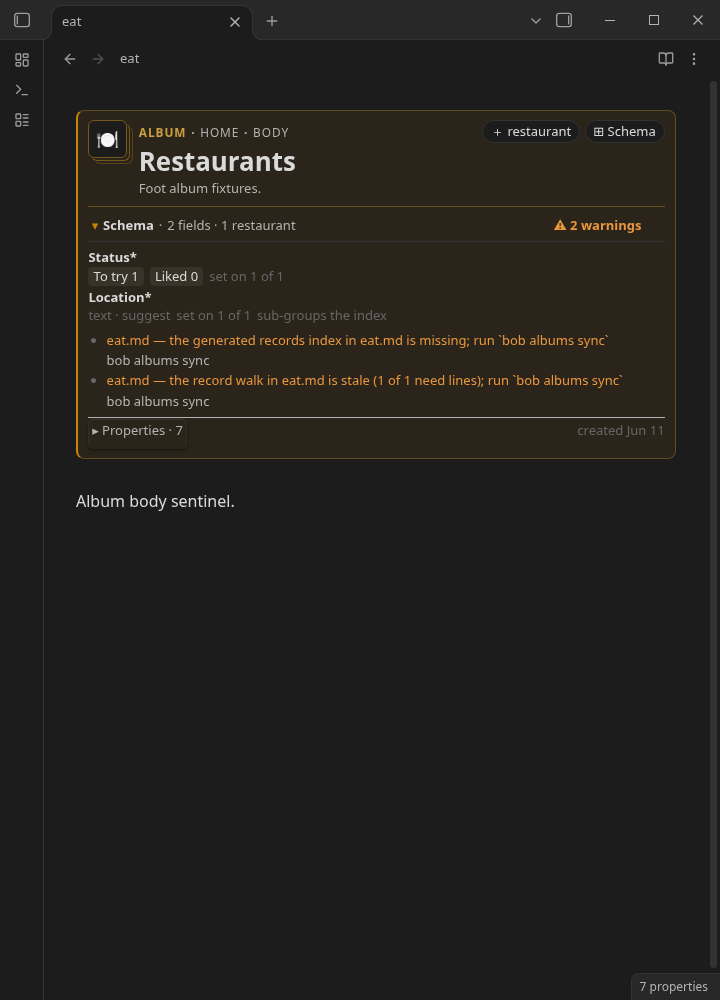 eat
eat
ALBUM · HOME · BODY
+ restaurant
⊞ Schema
Restaurants
Foot album fixtures.
▾ Schema · 2 fields · 1 restaurant
⚠ 2 warnings
Status*
To try 1 Liked 0 set on 1 of 1
Location*
text · suggest set on 1 of 1 sub-groups the index
eat.md — the generated records index in eat.md is missing; run `bob albums sync`
bob albums sync
eat.md — the record walk in eat.md is stale (1 of 1 need lines); run `bob albums sync`
bob albums sync
▸ Properties · 7
created Jun 11
Album body sentinel.
7 properties